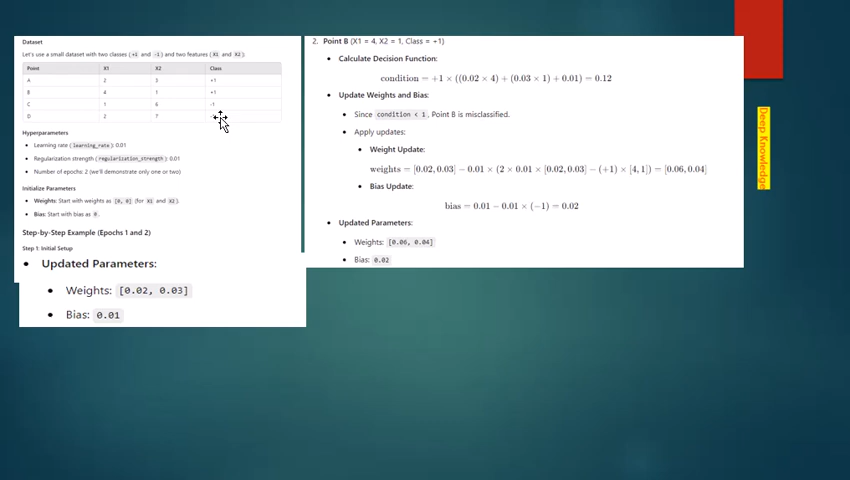 Dataset
Let's use a small dataset with two classes ( +1 and -1 ) and two features ( X1 and X2 ).
Point X1 X2 Class
A 2 3 +1
B 4 1 +1
C 1 6 -1
D 2 7
Hyperparameters
• Learning rate ( learning_rate ): 0.01
• Regularization strength ( regularization_strength ): 0.01
• Number of epochs: 2 (we'll demonstrate only one or two)
Initialize Parameters
• Weights: Start with weights as [0, 0] (for X1 and X2 )
• Bias: Start with bias as 0 .
Step-by-Step Example (Epochs 1 and 2)
Step 1: Initial Setup
• Updated Parameters:
• Weights: [0.02, 0.03]
• Bias: 0.01
2. Point B (X1 = 4, X2 = 1, Class = +1)
• Calculate Decision Function:
condition = +1 × ((0.02 × 4) + (0.03 × 1) + 0.01) = 0.12
• Update Weights and Bias:
• Since condition < 1 , Point B is misclassified.
• Apply updates:
• Weight Update:
weights = [0.02, 0.03] − 0.01 × (2 × 0.01 × [0.02, 0.03] − (+1) × [4, 1]) = [0.06, 0.04]
• Bias Update:
bias = 0.01 − 0.01 × (−1) = 0.02
• Updated Parameters:
• Weights: [0.06, 0.04]
• Bias: 0.02
Deep Knowledge